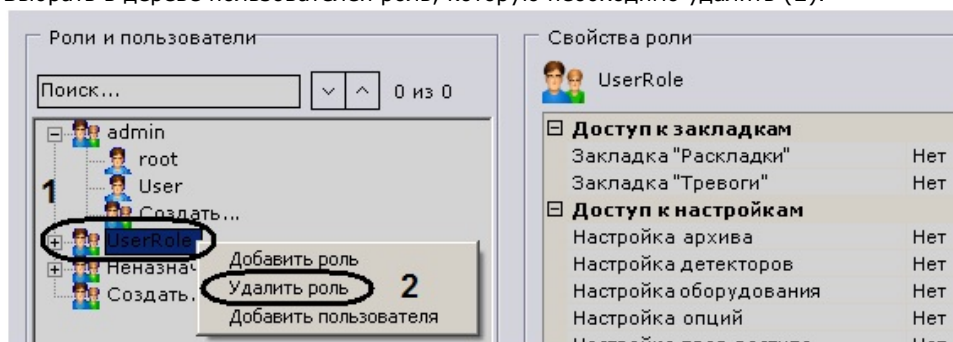 Выбрать в дереве пользователей роль, которую необходимо удалить (1).
Роли и пользователи
Поиск...
0 из 0
admin
root
User
Создать...
UserRole
Неназнач
Создать.
1
Добавить роль
Удалить роль 2
Добавить пользователя
Свойства роли
UserRole
Доступ к закладкам
Закладка "Раскладки" Нет
Закладка "Тревоги" Нет
Доступ к настройкам
Настройка архива Нет
Настройка детекторов Нет
Настройка оборудования Нет
Настройка опций Нет